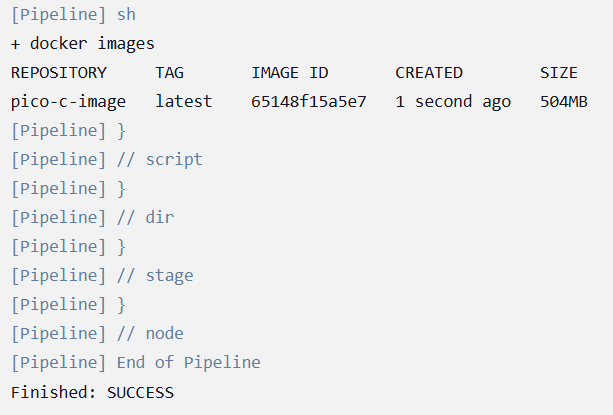 [Pipeline] sh
+ docker images
REPOSITORY     TAG       IMAGE ID       CREATED        SIZE
pico-c-image   latest    65148f15a5e7   1 second ago   504MB
[Pipeline] }
[Pipeline] // script
[Pipeline] }
[Pipeline] // dir
[Pipeline] }
[Pipeline] // stage
[Pipeline] }
[Pipeline] // node
[Pipeline] End of Pipeline
Finished: SUCCESS